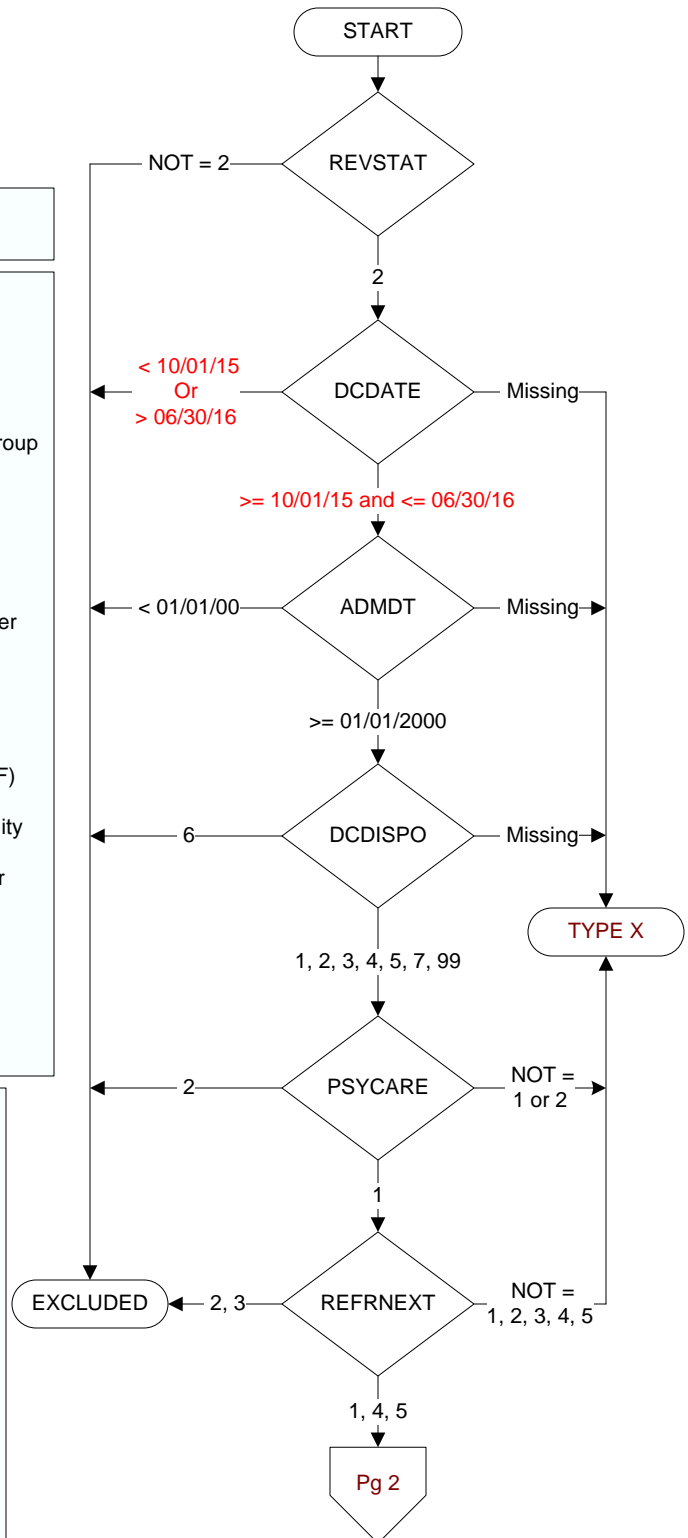 START
REVSTAT
NOT = 2
2
DCDATE
< 10/01/15
Or
> 06/30/16
Missing
>= 10/01/15 and <= 06/30/16
ADMDT
< 01/01/00
Missing
>= 01/01/2000
DCDISPO
6
Missing
1, 2, 3, 4, 5, 7, 99
TYPE X
PSYCARE
2
NOT =
1 or 2
1
REFRNEXT
EXCLUDED
2, 3
NOT =
1, 2, 3, 4, 5
1, 4, 5
Pg 2
roup
er
F)
ity
r